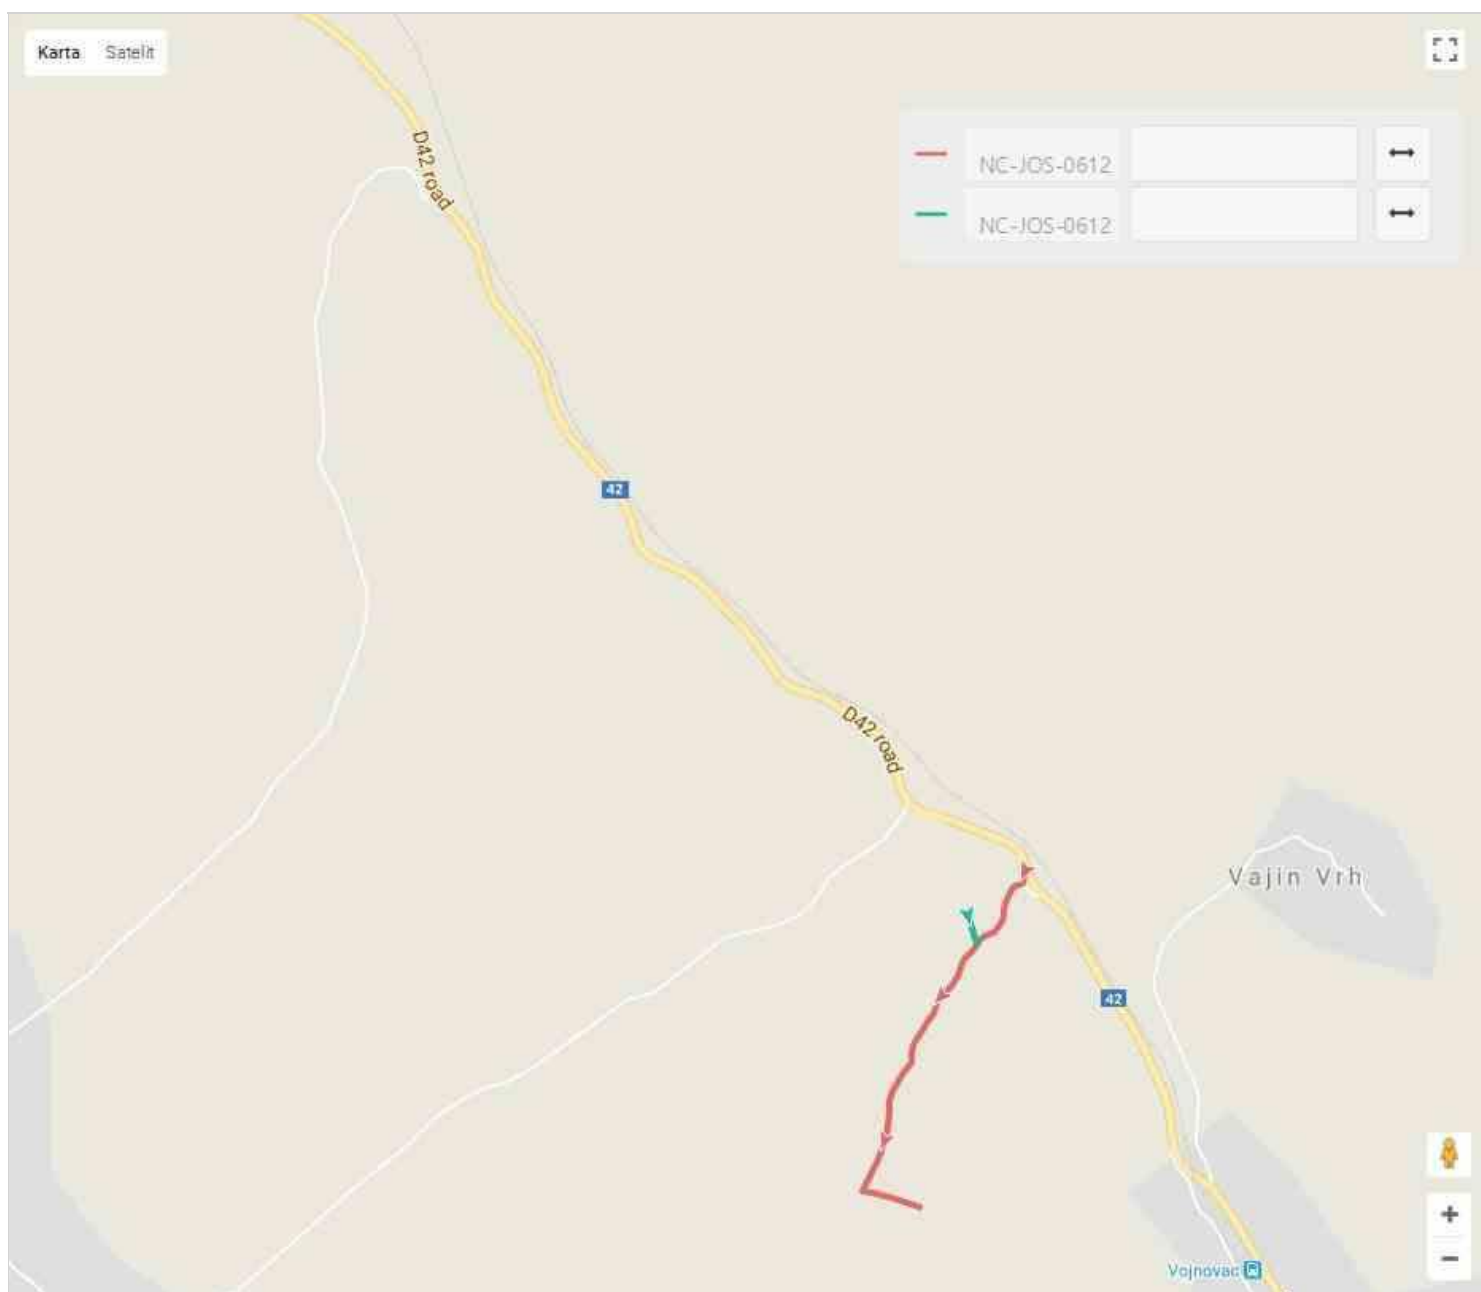 Karta Satelit
D42 road
NC-JOS-0612
NC-JOS-0612
42
D42 road
Vajin Vrh
42
Vojnovac